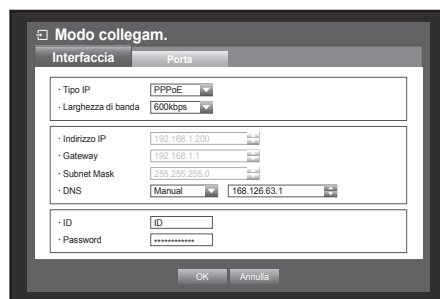 Modo collegam.
Interfaccia Porta
· Tipo IP PPPoE
· Larghezza di banda 600kbps
· Indirizzo IP 192.168.1.200
· Gateway 192.168.1.1
· Subnet Mask 255.255.255.0
· DNS Manual 168.126.63.1
· ID ID
· Password ************
OK Annulla